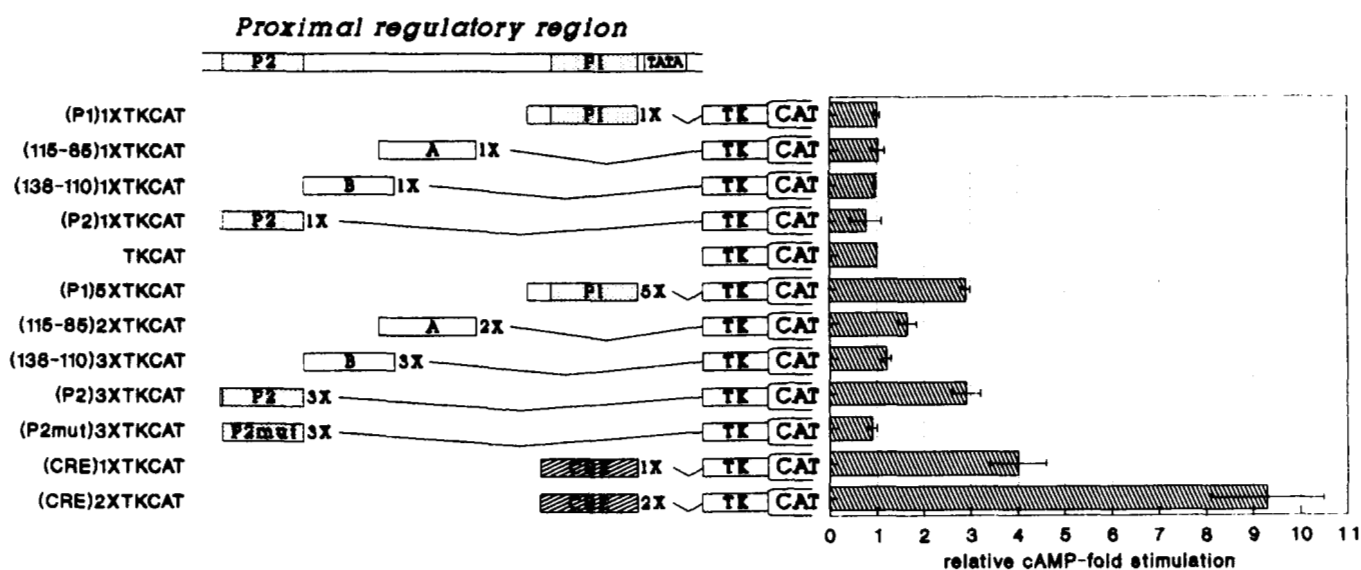 Proximal regulatory region
P2 P1 TATA
(P1)1XTKCAT P1 1X TK CAT
(115-85)1XTKCAT A 1X TK CAT
(138-110)1XTKCAT B 1X TK CAT
(P2)1XTKCAT P2 1X TK CAT
TKCAT TK CAT
(P1)5XTKCAT P1 5X TK CAT
(115-85)2XTKCAT A 2X TK CAT
(138-110)3XTKCAT B 3X TK CAT
(P2)3XTKCAT P2 3X TK CAT
(P2mut)3XTKCAT P2mut 3X TK CAT
(CRE)1XTKCAT CRE 1X TK CAT
(CRE)2XTKCAT CRE 2X TK CAT
0 1 2 3 4 5 6 7 8 9 10 11
relative cAMP-fold stimulation